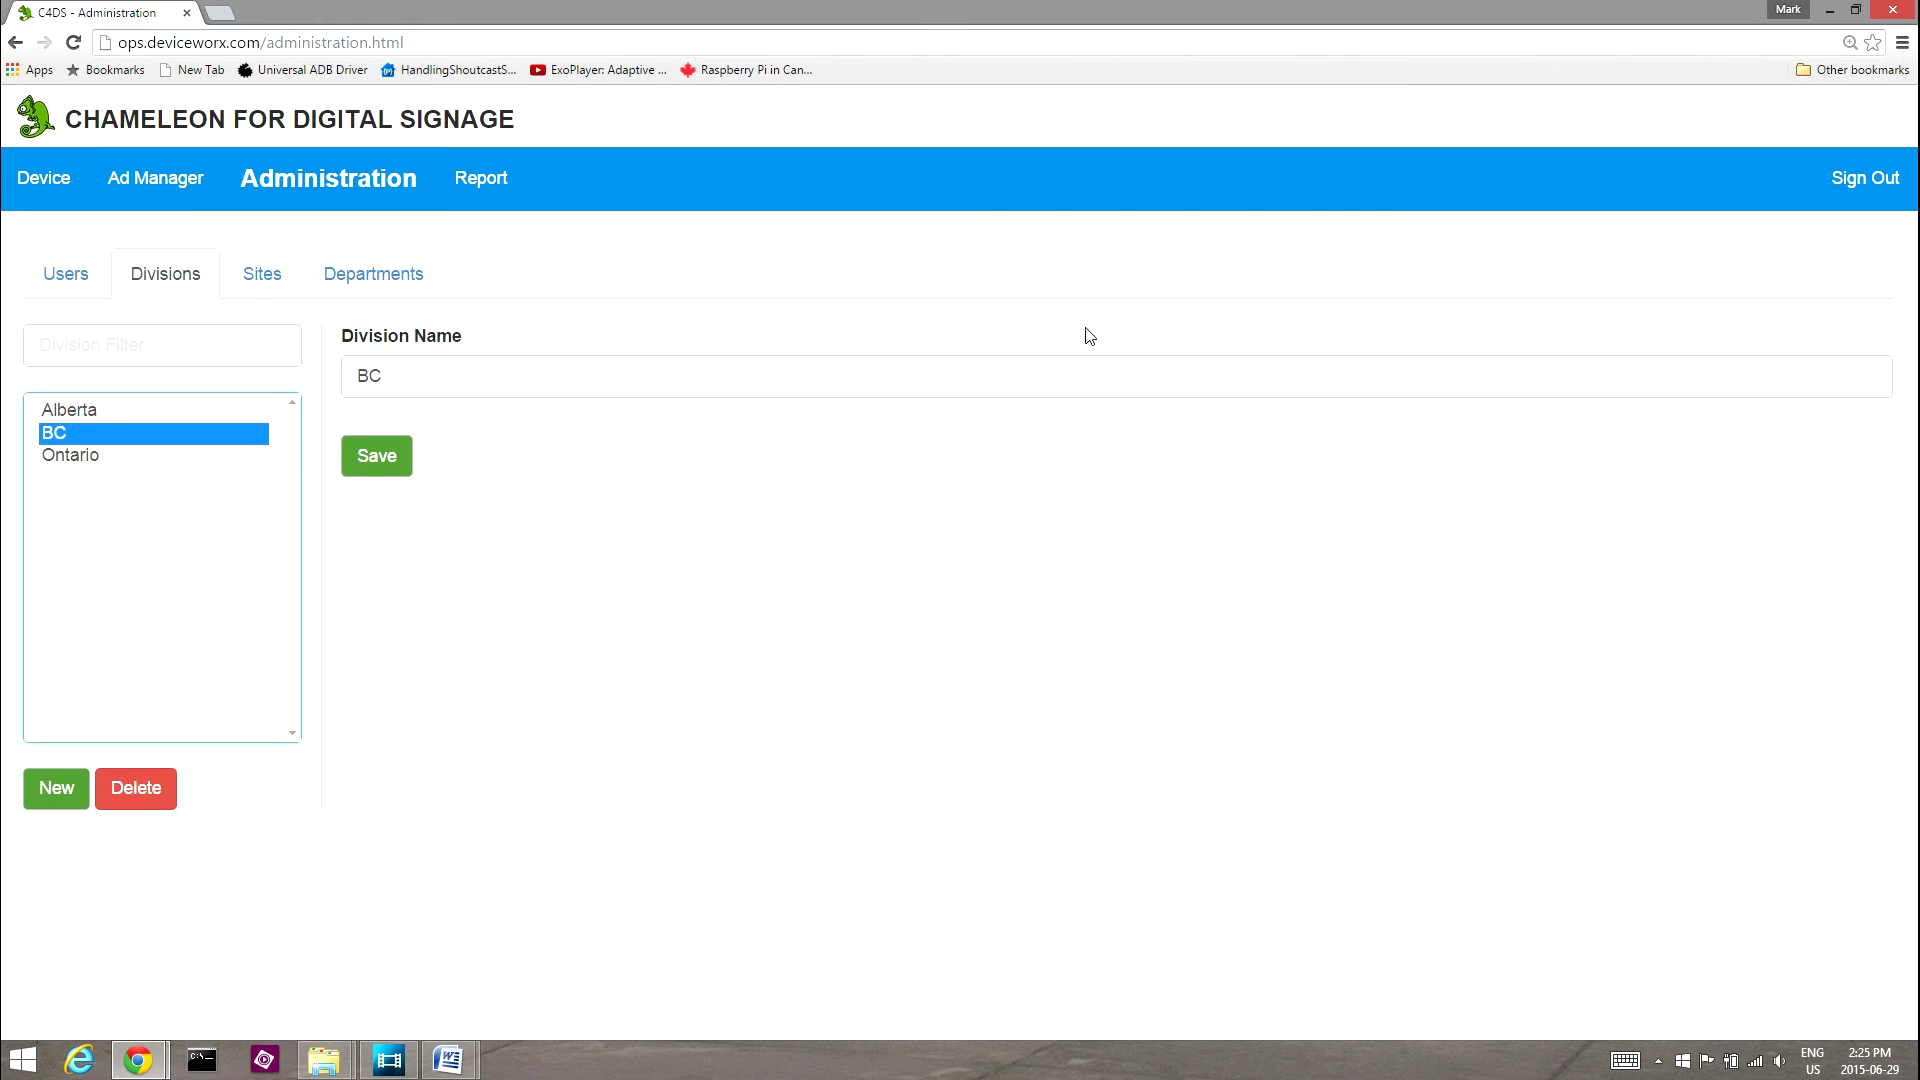 C4DS - Administration
Mark
ops.deviceworx.com/administration.html
Apps Bookmarks New Tab Universal ADB Driver HandlingShoutcastS... ExoPlayer: Adaptive ... Raspberry Pi in Can... Other bookmarks
CHAMELEON FOR DIGITAL SIGNAGE
Device Ad Manager Administration Report Sign Out
Users Divisions Sites Departments
Division Filter
Division Name
BC
Alberta
BC
Ontario
Save
New Delete
ENG 2:25 PM
US 2015-06-29